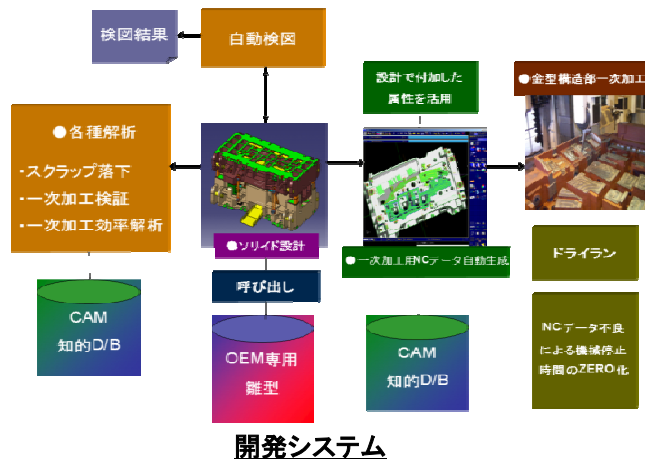 検図結果
自動検図
設計で付加した
属性を活用
●金型構造部一次加工
●各種解析
・スクラップ落下
・一次加工検証
・一次加工効率解析
●ソリッド設計
●一次加工用NCデータ自動生成
ドライラン
呼び出し
CAM
知的D/B
OEM専用
雛型
CAM
知的D/B
NCデータ不良
による機械停止
時間のZERO化
開発システム